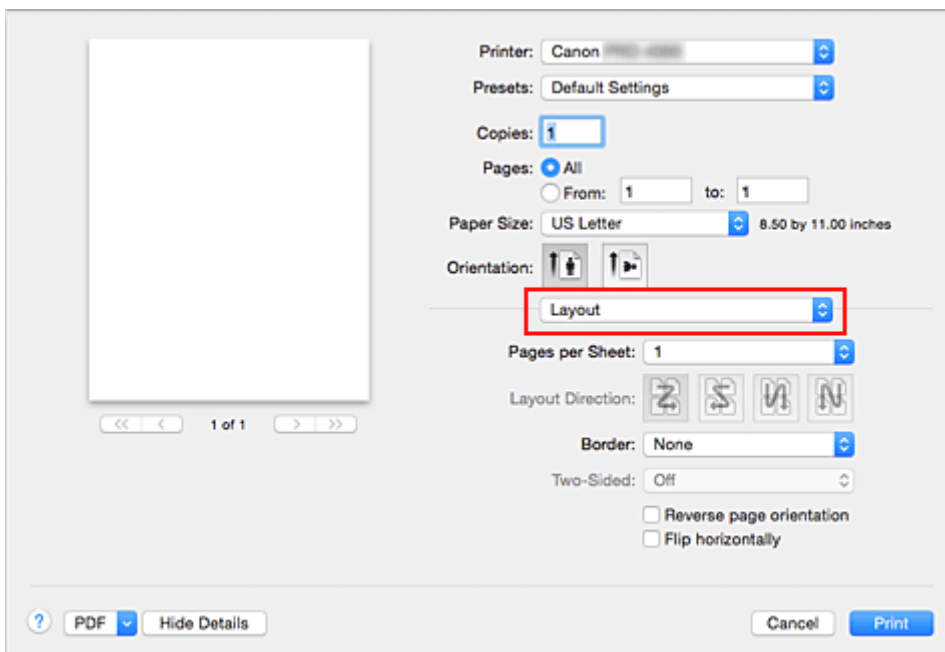 Printer: Canon
Presets: Default Settings
Copies: 1
Pages: All
From: 1 to: 1
Paper Size: US Letter 8.50 by 11.00 inches
Orientation:
Layout
Pages per Sheet: 1
Layout Direction:
1 of 1
Border: None
Two-Sided: Off
Reverse page orientation
Flip horizontally
? PDF Hide Details Cancel Print